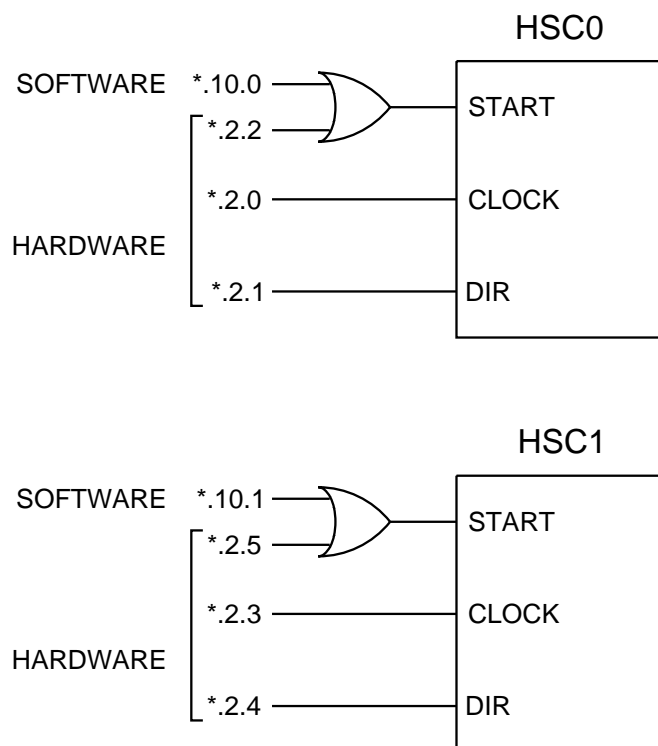 HSC0
SOFTWARE *.10.0
START
*.2.2
*.2.0
CLOCK
HARDWARE
*.2.1
DIR
HSC1
SOFTWARE *.10.1
START
*.2.5
*.2.3
CLOCK
HARDWARE
*.2.4
DIR